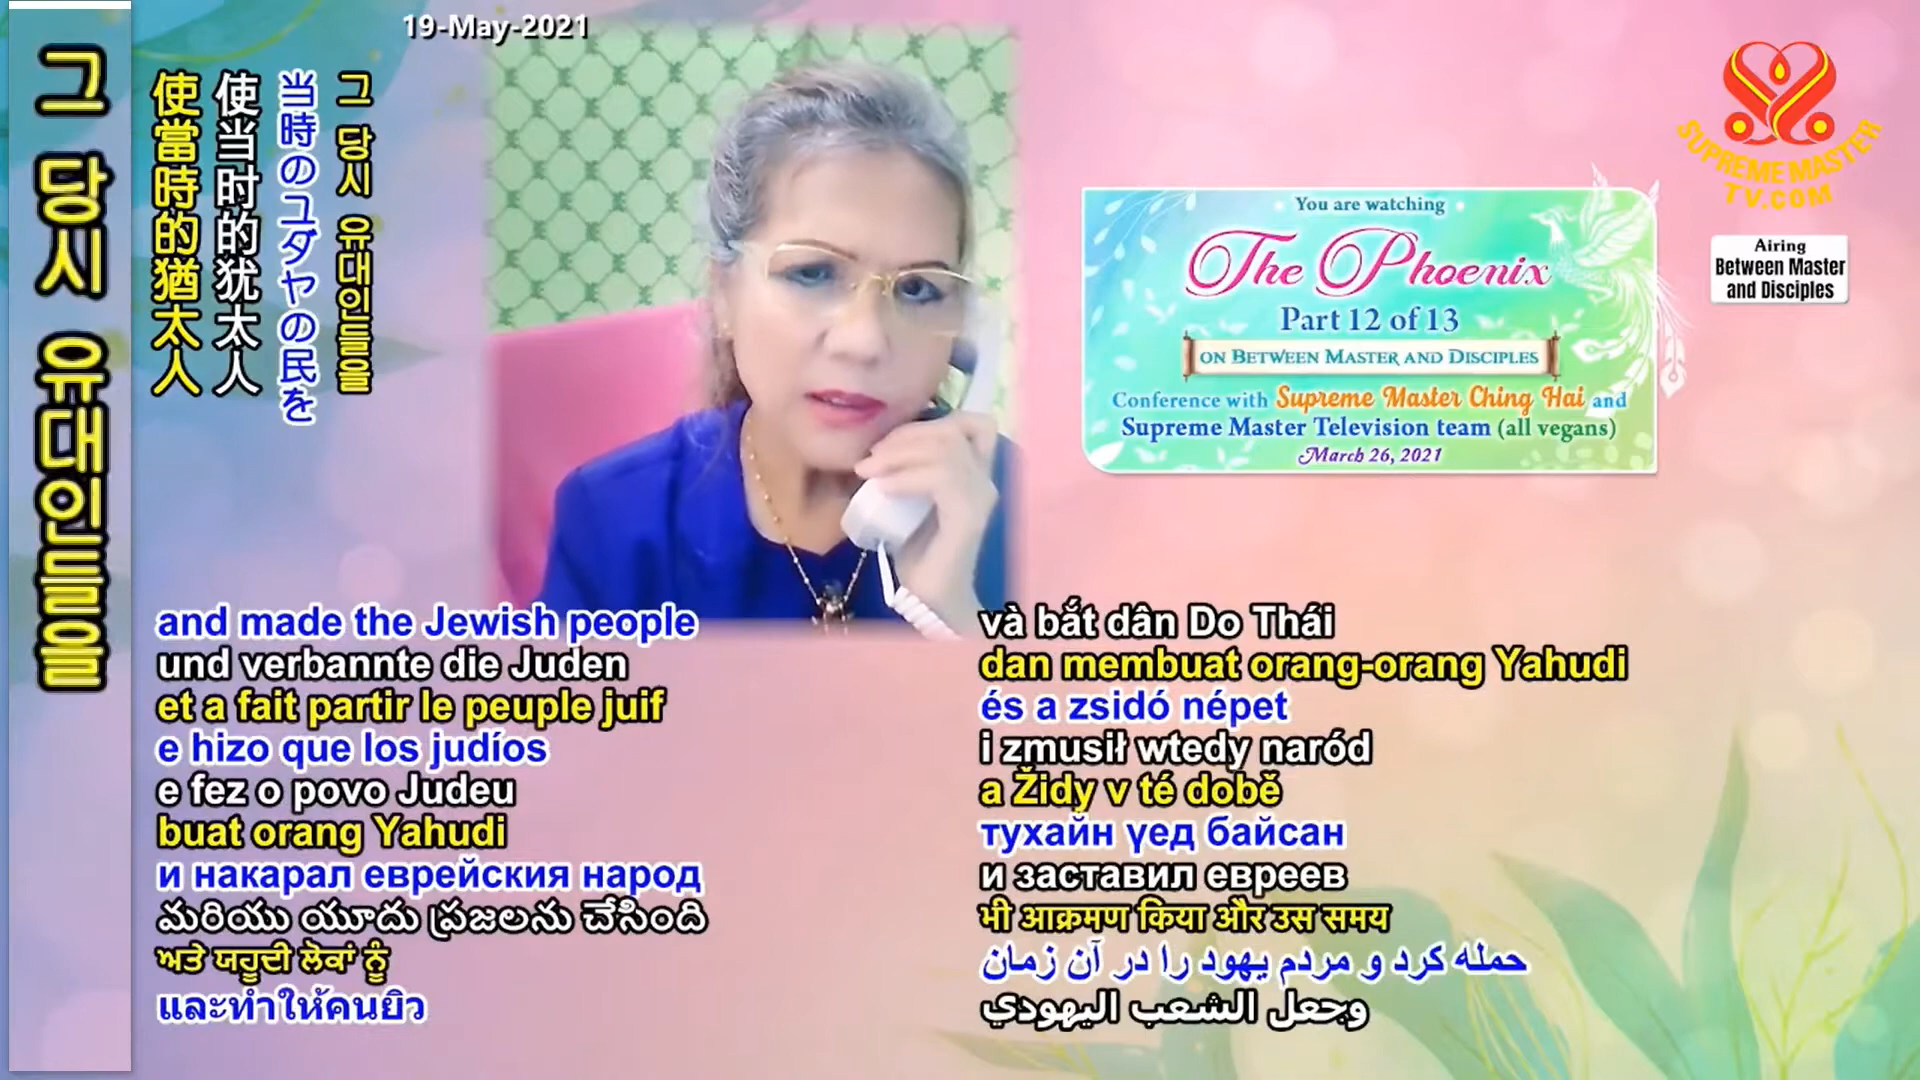 19-May-2021
그 당시 유대인들을
使當時的猶太人
使当时的犹太人
当時のユダヤの民を
그 당시 유대인들을
SUPREME MASTER
TV.COM
You are watching
The Phoenix
Part 12 of 13
ON BETWEEN MASTER AND DISCIPLES
Conference with Supreme Master Ching Hai and
Supreme Master Television team (all vegans)
March 26, 2021
Airing
Between Master
and Disciples
and made the Jewish people
und verbannte die Juden
et a fait partir le peuple juif
e hizo que los judíos
e fez o povo Judeu
buat orang Yahudi
и накарал еврейския народ
మరియు యూదు ప్రజలను చేసింది
ਅਤੇ ਯਹੂਦੀ ਲੋਕਾਂ ਨੂੰ
และทำให้คนยิว
và bắt dân Do Thái
dan membuat orang-orang Yahudi
és a zsidó népet
i zmusił wtedy naród
a Židy v té době
тухайн үед байсан
и заставил евреев
भी आक्रमण किया और उस समय
حمله کرد و مردم یهود را در آن زمان
وجعل الشعب اليهودي